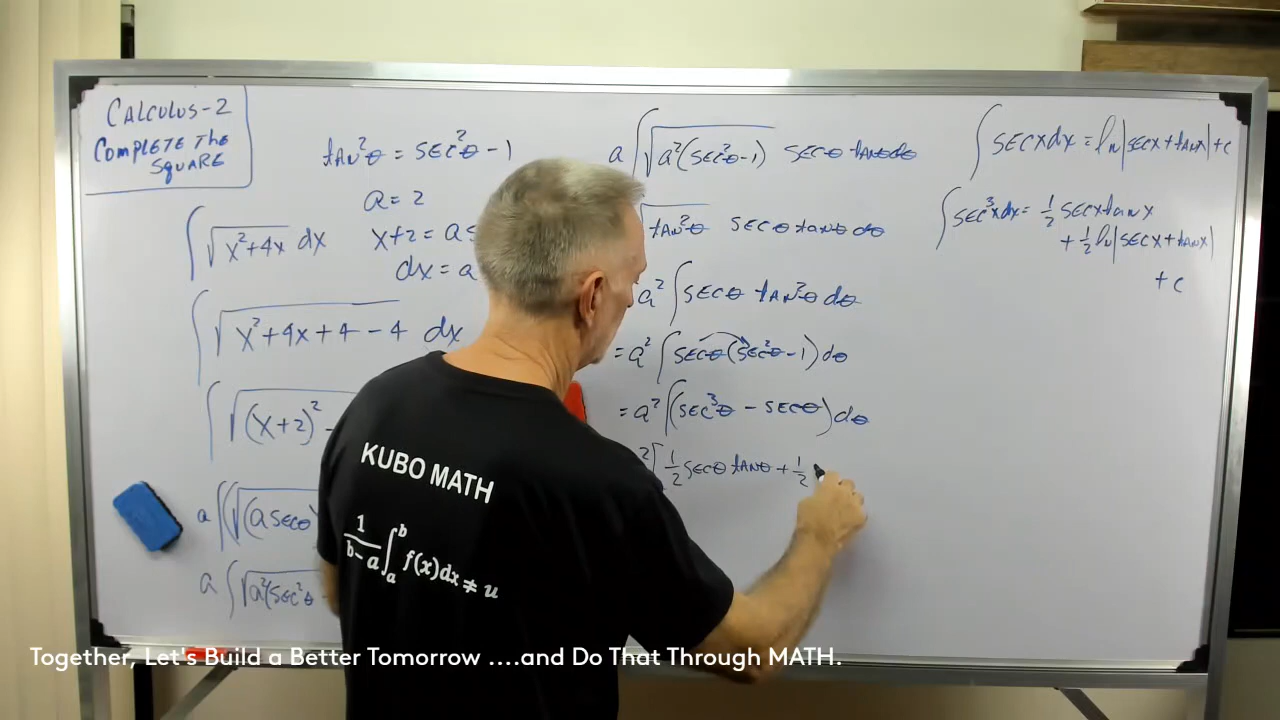 CALCULUS-2
COMPLETE THE
SQUARE
TAN²θ = SEC²θ - 1
a = 2
∫ √(x²+4x) dx
x+2 = a
dx = a
∫ √(x²+4x+4-4) dx
∫ √((x+2)²-
a ∫ √((a secθ)
a ∫ √(a²(sec²θ -
a ∫ √(a²(sec²θ-1)) secθ tanθ dθ
√(tan²θ) secθ tanθ dθ
a² ∫ secθ tan²θ dθ
= a² ∫ secθ(sec²θ-1) dθ
= a² ∫ (sec³θ - secθ) dθ
² [ 1/2 secθ tanθ + 1/2
∫ secx dx = ln|secx+tanx|+c
∫ sec³x dx = 1/2 secx tanx
+ 1/2 ln|secx+tanx|
+ c
KUBO MATH
1/(b-a) ∫ₐᵇ f(x)dx ≠ u
Together, Let's Build a Better Tomorrow ....and Do That Through MATH.